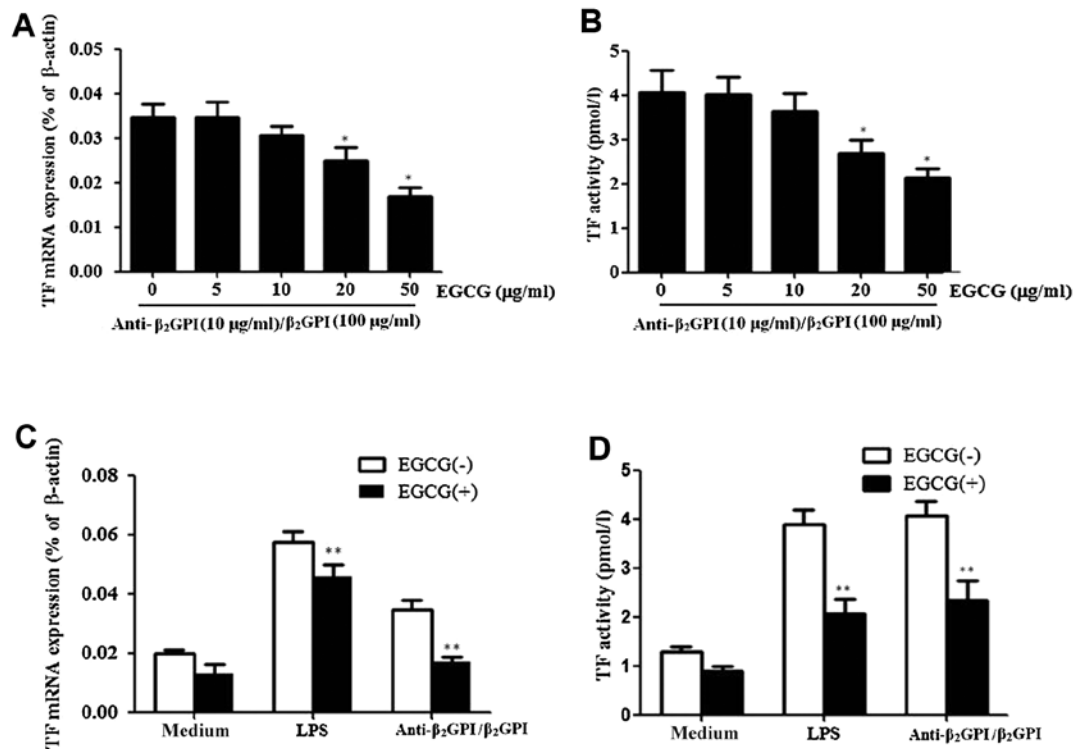 A
TF mRNA expression (% of β-actin)
0.05
0.04
0.03
0.02
0.01
0.00
*
*
0 5 10 20 50 EGCG (μg/ml)
Anti-β₂GPI (10 μg/ml)/β₂GPI (100 μg/ml)
B
TF activity (pmol/l)
5
4
3
2
1
0
*
*
0 5 10 20 50 EGCG (μg/ml)
Anti-β₂GPI (10 μg/ml)/β₂GPI (100 μg/ml)
C
TF mRNA expression (% of β-actin)
EGCG(-)
EGCG(+)
0.08
0.06
0.04
0.02
0.00
**
**
Medium LPS Anti-β₂GPI/β₂GPI
D
TF activity (pmol/l)
EGCG(-)
EGCG(+)
5
4
3
2
1
0
**
**
Medium LPS Anti-β₂GPI/β₂GPI